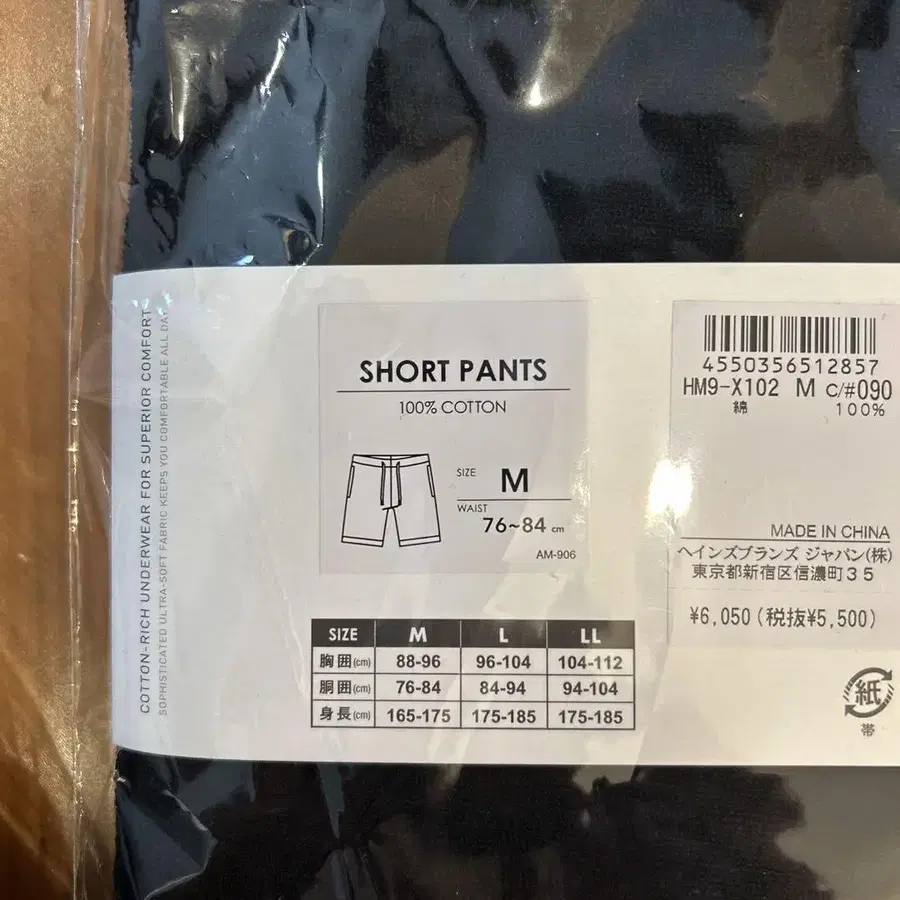 COTTON-RICH UNDERWEAR FOR SUPERIOR COMFORT
SOPHISTICATED ULTRA-SOFT FABRIC KEEPS YOU COMFORTABLE ALL DAY
SHORT PANTS
100% COTTON
SIZE M
WAIST
76~84 cm
AM-906
SIZE M L LL
胸囲(cm) 88-96 96-104 104-112
胴囲(cm) 76-84 84-94 94-104
身長(cm) 165-175 175-185 175-185
4550356512857
HM9-X102 M C/#090
綿 100%
MADE IN CHINA
ヘインズブランズ ジャパン(株)
東京都新宿区信濃町35
¥6,050(税抜¥5,500)
紙
帯